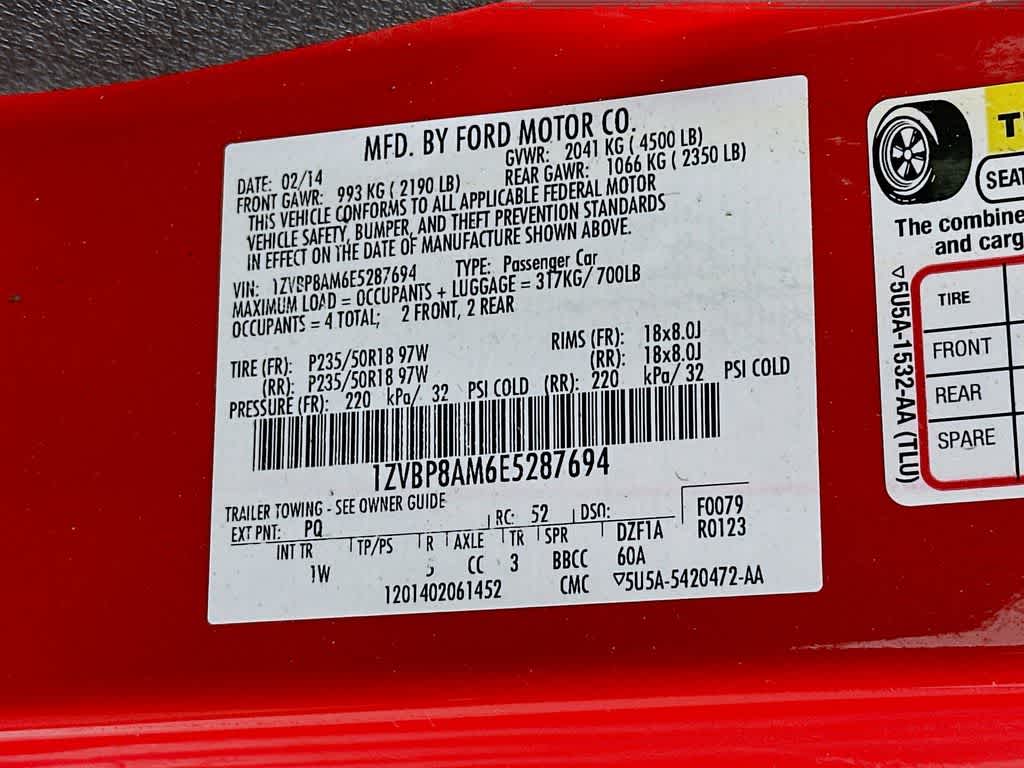 MFD. BY FORD MOTOR CO.
DATE: 02/14 GVWR: 2041 KG ( 4500 LB)
FRONT GAWR: 993 KG ( 2190 LB) REAR GAWR: 1066 KG ( 2350 LB)
THIS VEHICLE CONFORMS TO ALL APPLICABLE FEDERAL MOTOR
VEHICLE SAFETY, BUMPER, AND THEFT PREVENTION STANDARDS
IN EFFECT ON THE DATE OF MANUFACTURE SHOWN ABOVE.
VIN: 1ZVBP8AM6E5287694 TYPE: Passenger Car
MAXIMUM LOAD = OCCUPANTS + LUGGAGE = 317KG/ 700LB
OCCUPANTS = 4 TOTAL; 2 FRONT, 2 REAR
TIRE (FR): P235/50R18 97W RIMS (FR): 18x8.0J
(RR): P235/50R18 97W (RR): 18x8.0J
PRESSURE (FR): 220 kPa/ 32 PSI COLD (RR): 220 kPa/ 32 PSI COLD
1ZVBP8AM6E5287694
TRAILER TOWING - SEE OWNER GUIDE
EXT PNT: PQ RC: 52 DSO: F0079
INT TR TP/PS R AXLE TR SPR DZF1A R0123
1W 5 CC 3 BBCC 60A
1201402061452 CMC ▽5U5A-5420472-AA
SEAT
The combine
and carg
TIRE
FRONT
REAR
SPARE
▽5U5A-1532-AA (TLU)